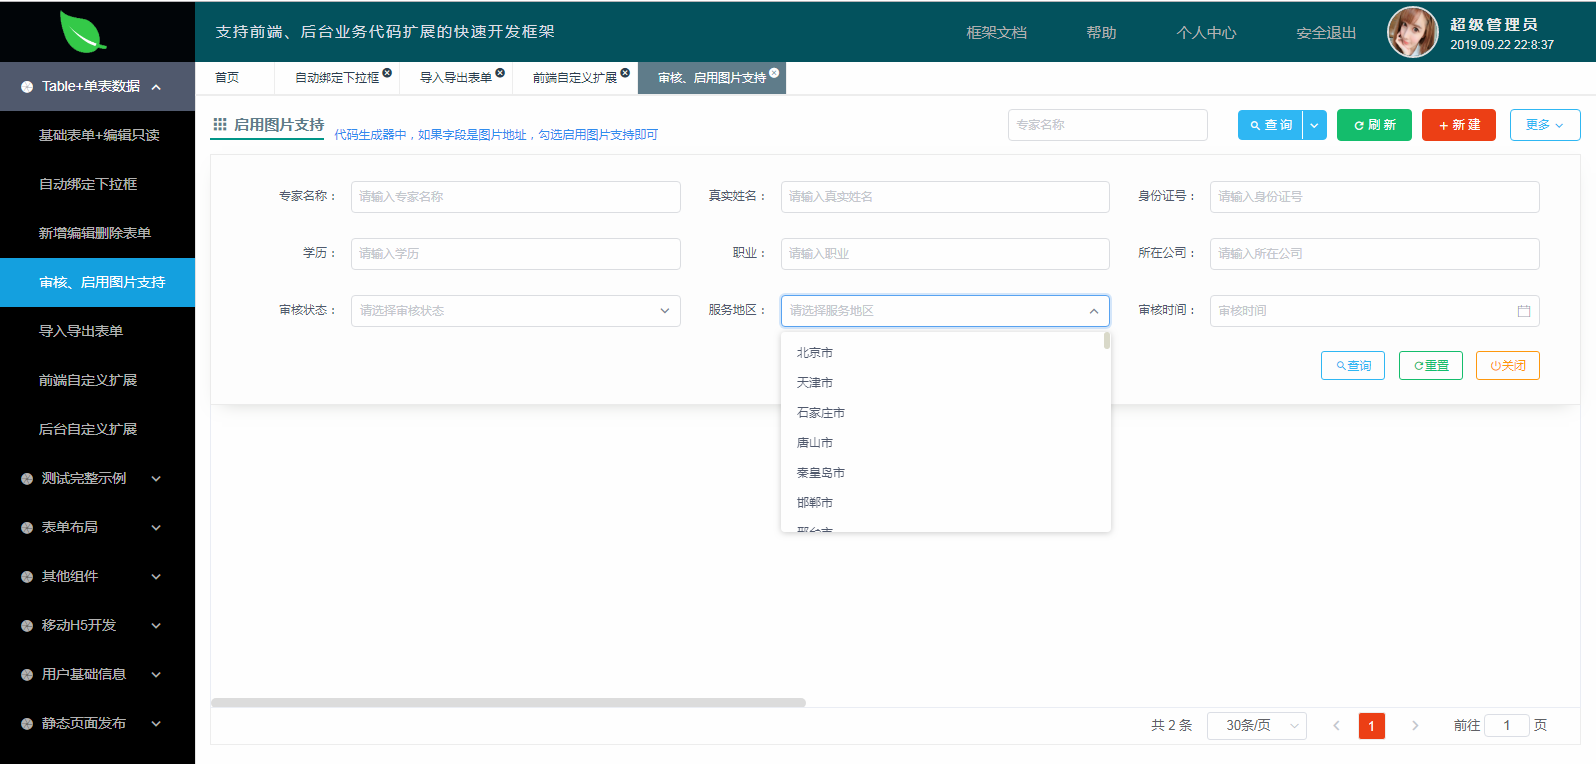 支持前端、后台业务代码扩展的快速开发框架
框架文档
帮助
个人中心
安全退出
超级管理员
2019.09.22 22:8:37
Table+单表数据
基础表单+编辑只读
自动绑定下拉框
新增编辑删除表单
审核、启用图片支持
导入导出表单
前端自定义扩展
后台自定义扩展
测试完整示例
表单布局
其他组件
移动H5开发
用户基础信息
静态页面发布
首页
自动绑定下拉框
导入导出表单
前端自定义扩展
审核、启用图片支持
启用图片支持
代码生成器中，如果字段是图片地址，勾选启用图片支持即可
专家名称
查 询
刷 新
新 建
更多
专家名称：
请输入专家名称
真实姓名：
请输入真实姓名
身份证号：
请输入身份证号
学历：
请输入学历
职业：
请输入职业
所在公司：
请输入所在公司
审核状态：
请选择审核状态
服务地区：
请选择服务地区
审核时间：
审核时间
北京市
天津市
石家庄市
唐山市
秦皇岛市
邯郸市
邢台市
查询
重置
关闭
共 2 条
30条/页
1
前往
1
页